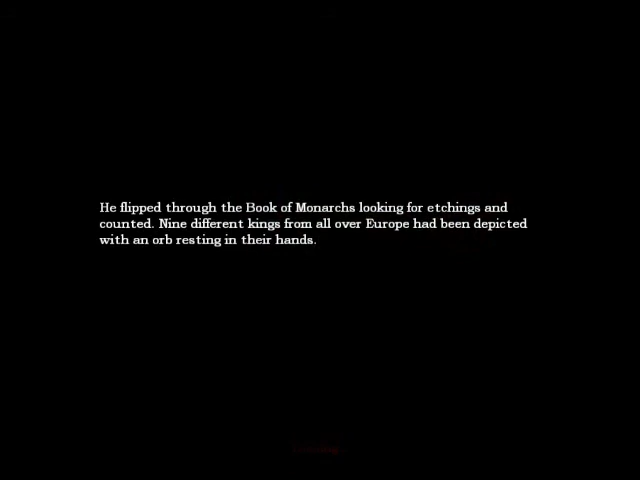 He flipped through the Book of Monarchs looking for etchings and
counted. Nine different kings from all over Europe had been depicted
with an orb resting in their hands.